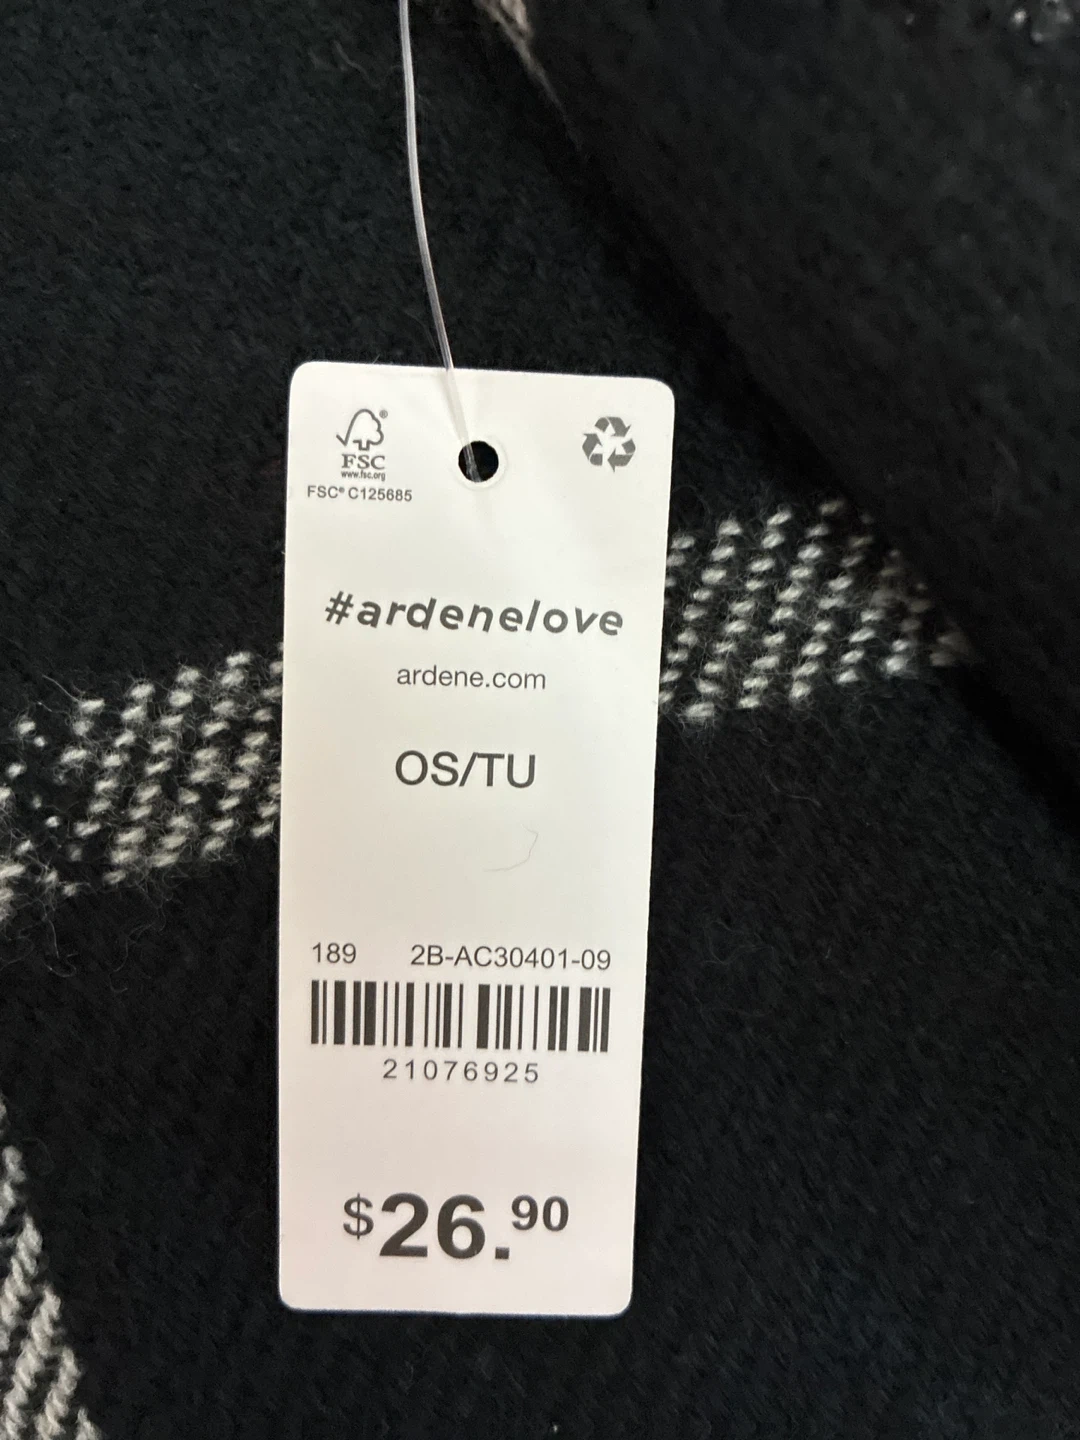 FSC®
www.fsc.org
FSC® C125685
#ardenelove
ardene.com
OS/TU
189 2B-AC30401-09
21076925
$26.90